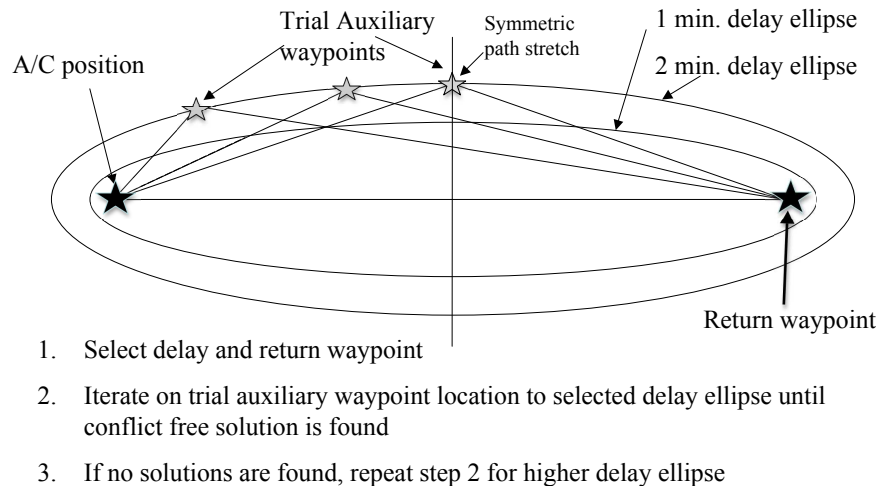 Trial Auxiliary
waypoints
Symmetric
path stretch
1 min. delay ellipse
2 min. delay ellipse
A/C position
Return waypoint
1. Select delay and return waypoint
2. Iterate on trial auxiliary waypoint location to selected delay ellipse until
conflict free solution is found
3. If no solutions are found, repeat step 2 for higher delay ellipse